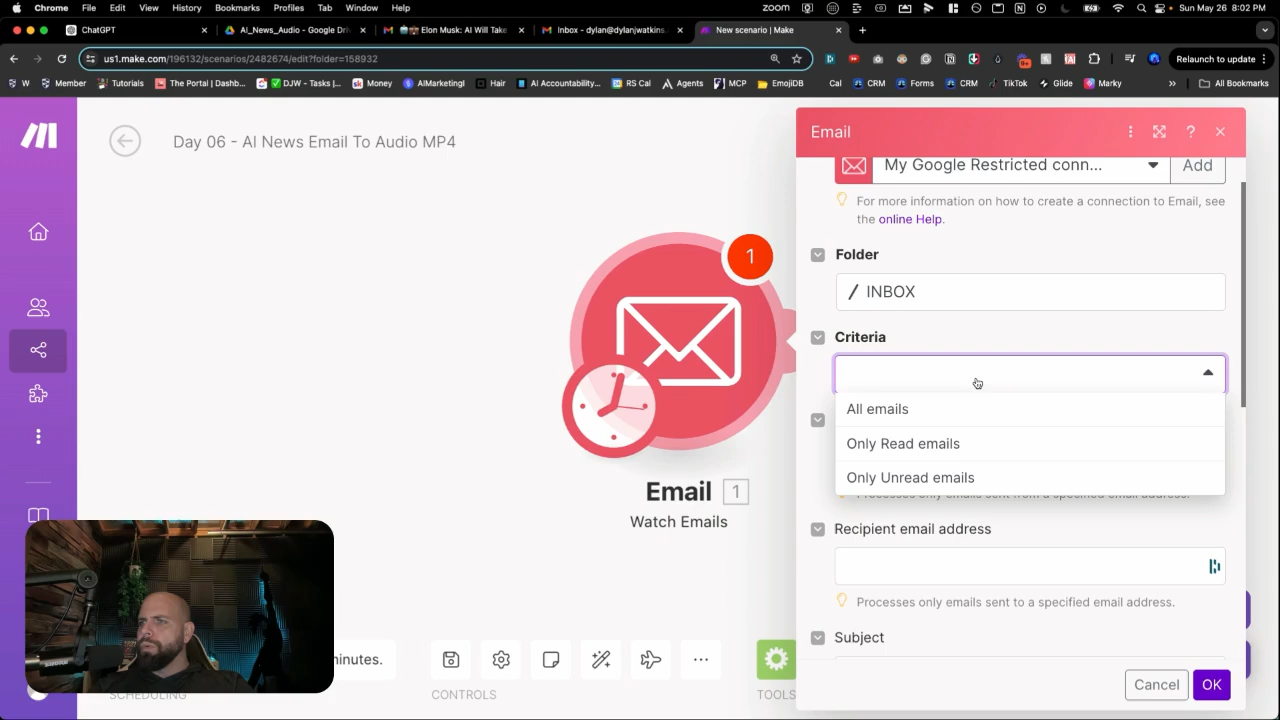 Chrome File Edit View History Bookmarks Profiles Tab Window Help zoom Sun May 26 8:02 PM
ChatGPT AI_News_Audio - Google Dri Elon Musk: AI Will Take Inbox - dylan@dylanjwatkins. New scenario | Make
us1.make.com/196132/scenarios/2482674/edit?folder=158932 Relaunch to update
W Member Tutorials The Portal | Dashb... DJW - Tasks |... Money AIMarketingl Hair AI Accountability... RS Cal Agents MCP EmojiDB Cal CRM Forms CRM TikTok Glide Marky » All Bookmarks
Day 06 - AI News Email To Audio MP4
Email
My Google Restricted conn... Add
For more information on how to create a connection to Email, see
the online Help.
Folder
/ INBOX
Criteria
All emails
Only Read emails
Only Unread emails
Processes only emails sent from a specified email address.
Recipient email address
Processes only emails sent to a specified email address.
Subject
Cancel OK
1
Email 1
Watch Emails
minutes.
SCHEDULING CONTROLS TOOLS